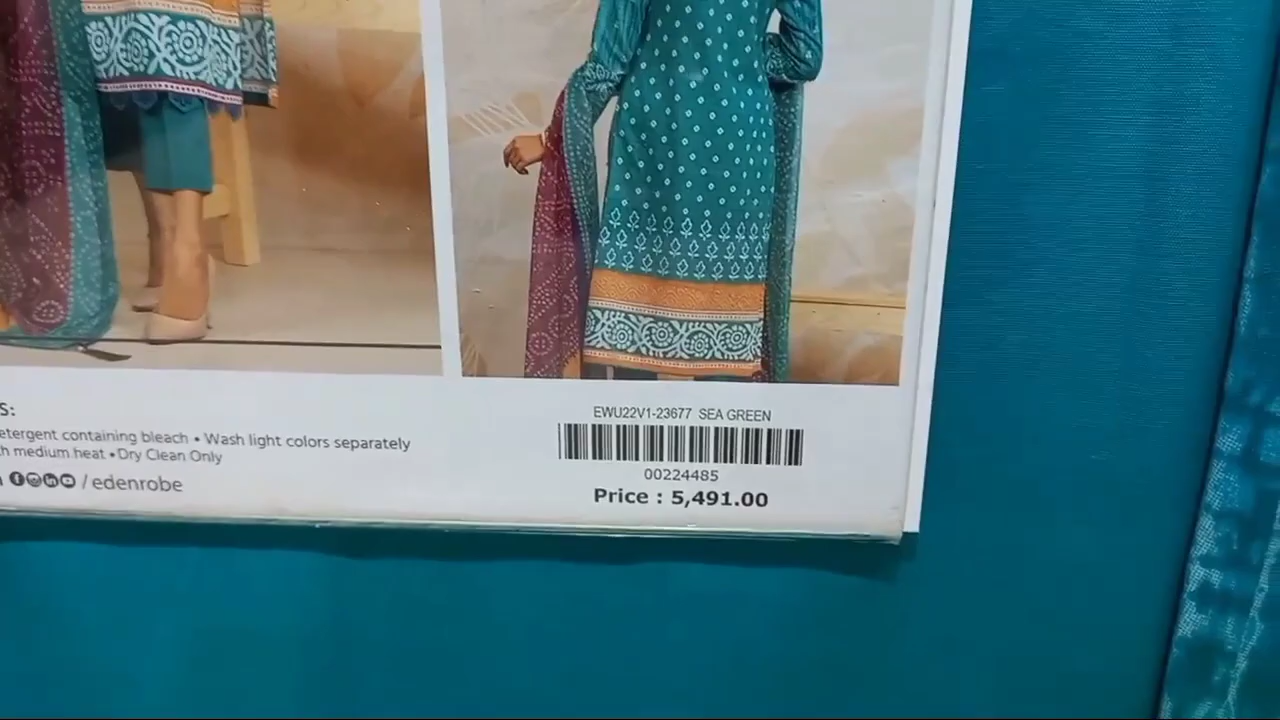 S:
etergent containing bleach • Wash light colors separately
h medium heat • Dry Clean Only
/ edenrobe
EWU22V1-23677 SEA GREEN
00224485
Price : 5,491.00